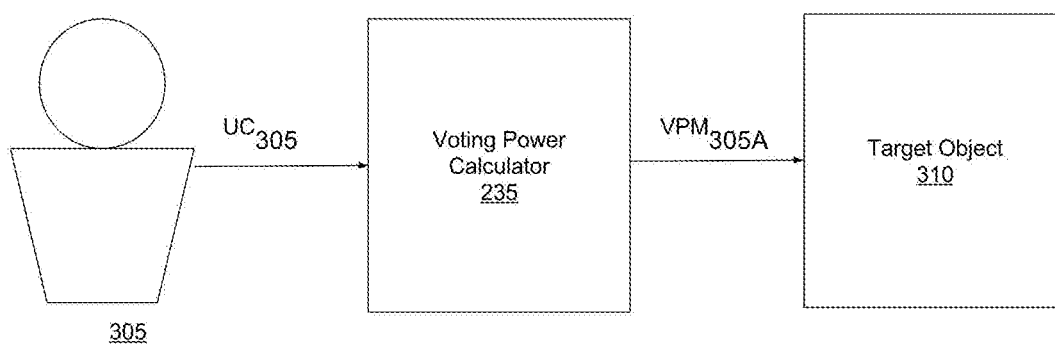 UC305
VPM305A
Voting Power
Calculator
235
Target Object
310
305